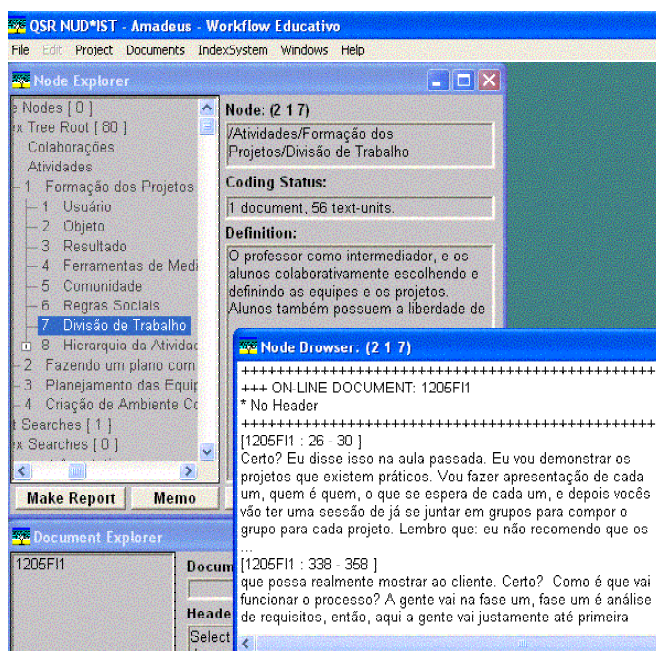 QSR NUD*IST - Amadeus - Workflow Educativo
File Edit Project Documents IndexSystem Windows Help
Node Explorer
Nodes [ 0 ]
Tree Root [ 80 ]
Colaborações
Atividades
1 Formação dos Projetos
1 Usuário
2 Objeto
3 Resultado
4 Ferramentas de Medi
5 Comunidade
6 Regras Sociais
7 Divisão de Trabalho
8 Hierarquia da Atividad
2 Fazendo um plano com
3 Planejamento das Equip
4 Criação de Ambiente Co
t Searches [ 1 ]
x Searches [ 0 ]
Make Report Memo
Node: (2 1 7)
/Atividades/Formação dos
Projetos/Divisão de Trabalho
Coding Status:
1 document, 56 text-units.
Definition:
O professor como intermediador, e os
alunos colaborativamente escolhendo e
definindo as equipes e os projetos.
Alunos também possuem a liberdade de
Node Browser. (2 1 7)
++++++++++++++++++++++++++++++++++++++++++++++++
+++ ON-LINE DOCUMENT: 1205FI1
* No Header
++++++++++++++++++++++++++++++++++++++++++++++++
[1205FI1 : 26 - 30 ]
Certo? Eu disse isso na aula passada. Eu vou demonstrar os
projetos que existem práticos. Vou fazer apresentação de cada
um, quem é quem, o que se espera de cada um, e depois vocês
vão ter uma sessão de já se juntar em grupos para compor o
grupo para cada projeto. Lembro que: eu não recomendo que os
...
[1205FI1 : 338 - 358 ]
que possa realmente mostrar ao cliente. Certo? Como é que vai
funcionar o processo? A gente vai na fase um, fase um é análise
de requisitos, então, aqui a gente vai justamente até primeira
Document Explorer
1205FI1
Docum
Heade
Select